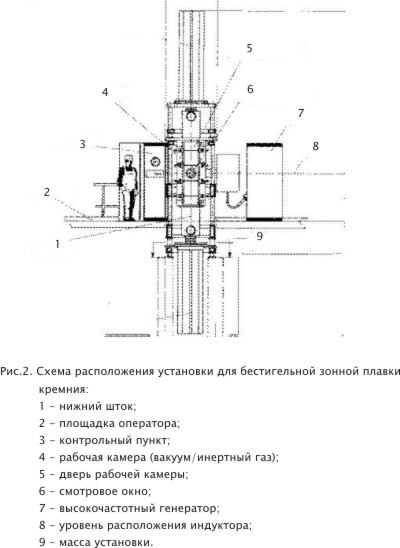 5
4
6
7
3
8
2
9
1
Рис.2. Схема расположения установки для бестигельной зонной плавки
кремния:
1 – нижний шток;
2 – площадка оператора;
3 – контрольный пункт;
4 – рабочая камера (вакуум/инертный газ);
5 – дверь рабочей камеры;
6 – смотровое окно;
7 – высокочастотный генератор;
8 – уровень расположения индуктора;
9 – масса установки.